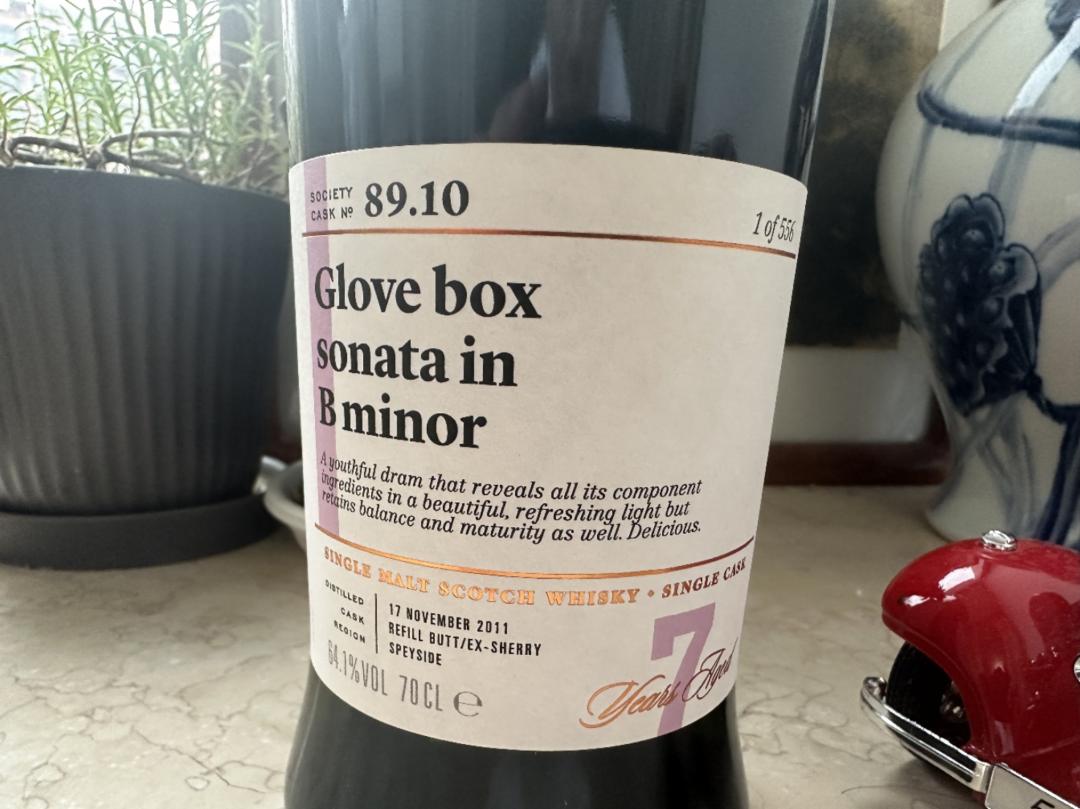 SOCIETY
CASK Nº 89.10
1 of 556
Glove box
sonata in
B minor
A youthful dram that reveals all its component
ingredients in a beautiful, refreshing light but
retains balance and maturity as well. Delicious.
SINGLE MALT SCOTCH WHISKY • SINGLE CASK
DISTILLED 17 NOVEMBER 2011
CASK REFILL BUTT/EX-SHERRY
REGION SPEYSIDE
64.1%VOL 70CL ℮
7
Years Aged